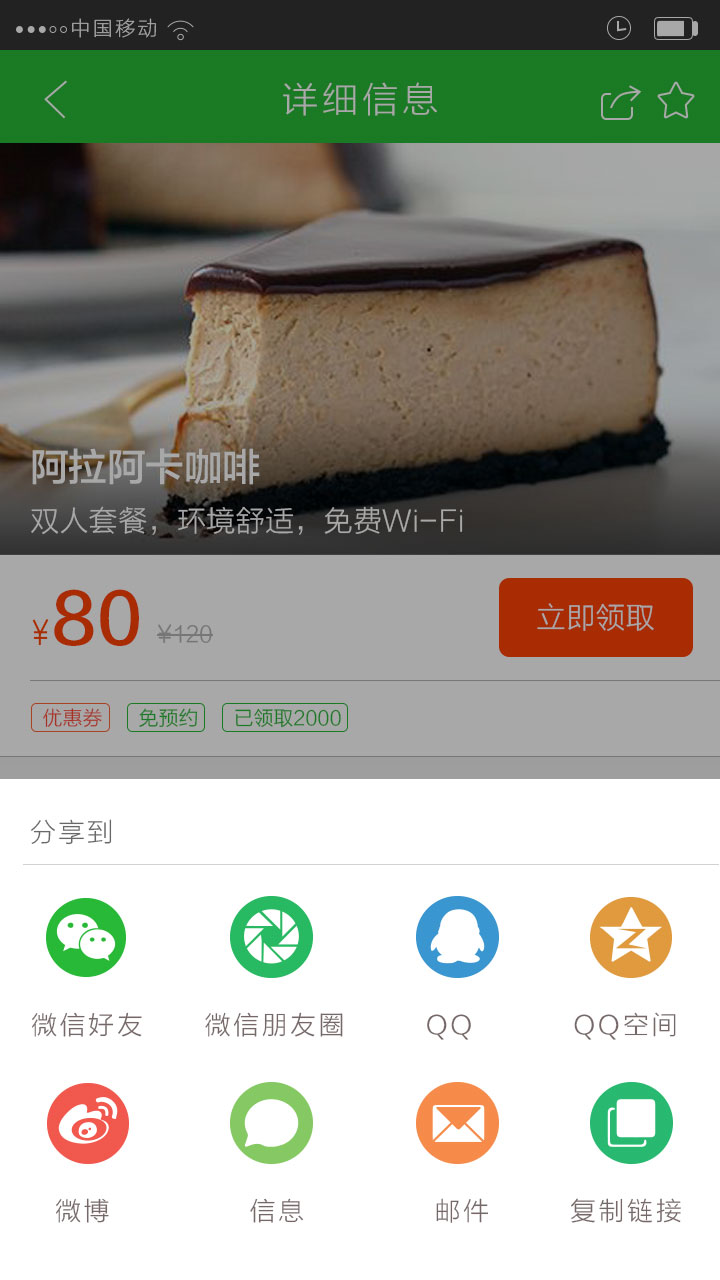 中国移动
详细信息
阿拉阿卡咖啡
双人套餐，环境舒适，免费Wi-Fi
¥80 ¥120 立即领取
优惠券 免预约 已领取2000
分享到
微信好友 微信朋友圈 QQ QQ空间
微博 信息 邮件 复制链接